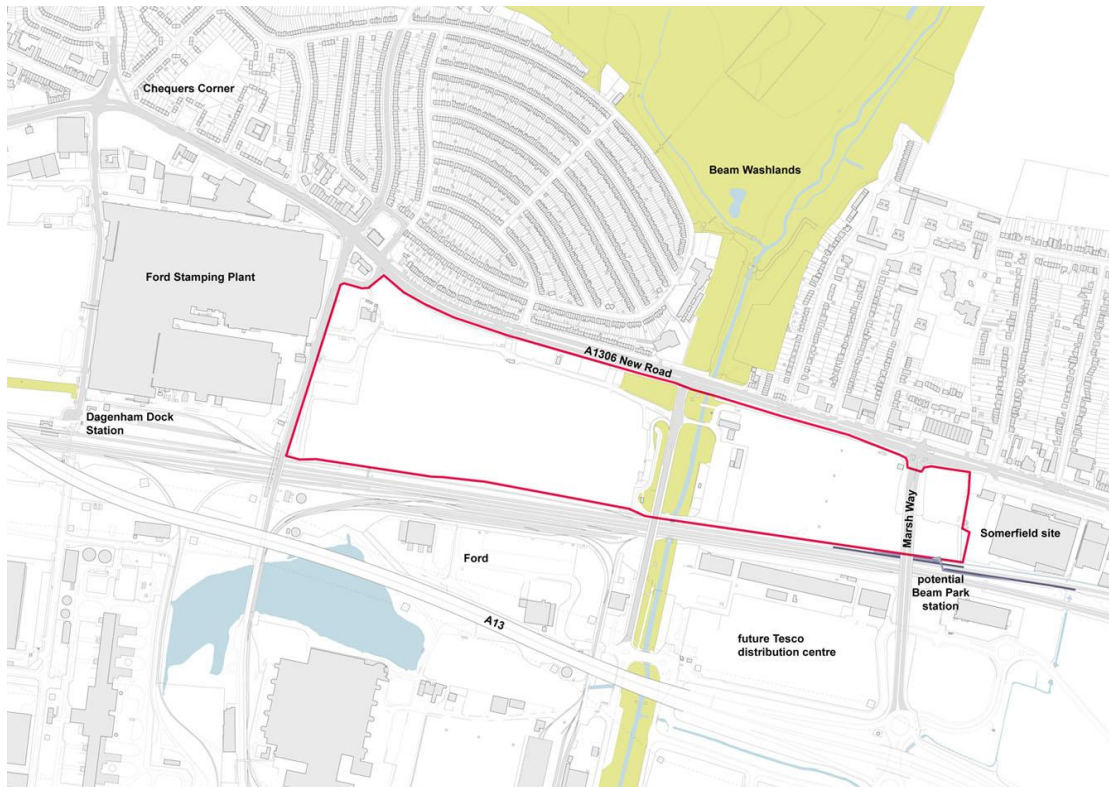 Chequers Corner
Beam Washlands
Ford Stamping Plant
A1306 New Road
Dagenham Dock
Station
Marsh Way
Somerfield site
Ford
potential
Beam Park
station
A13
future Tesco
distribution centre